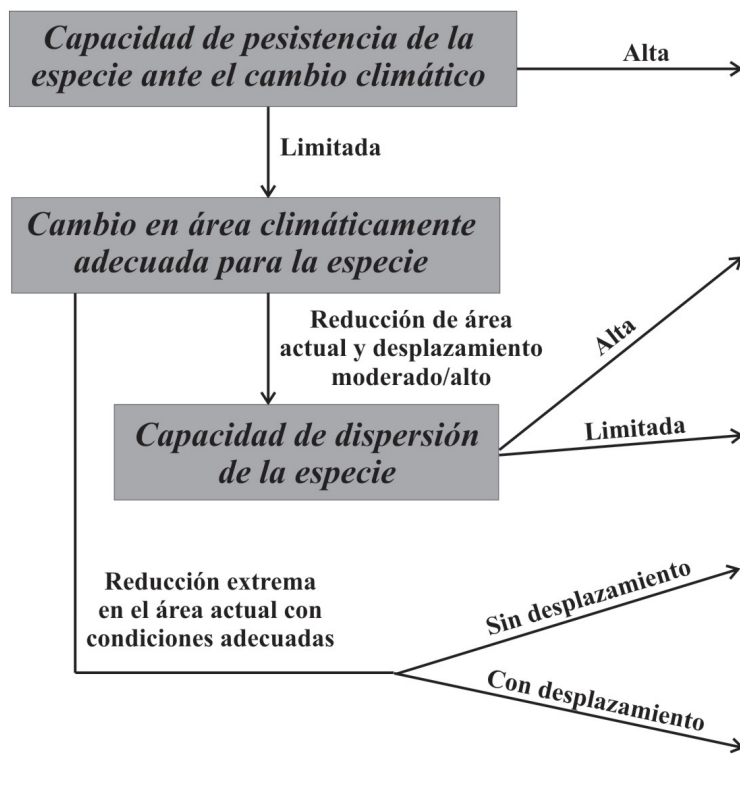 Capacidad de pesistencia de la
especie ante el cambio climático
Alta
Limitada
Cambio en área climáticamente
adecuada para la especie
Reducción de área
actual y desplazamiento
moderado/alto
Alta
Capacidad de dispersión
de la especie
Limitada
Reducción extrema
en el área actual con
condiciones adecuadas
Sin desplazamiento
Con desplazamiento